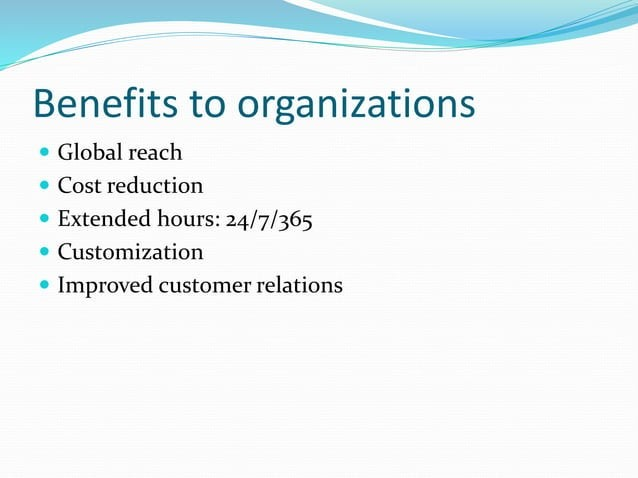 Benefits to organizations
• Global reach
• Cost reduction
• Extended hours: 24/7/365
• Customization
• Improved customer relations